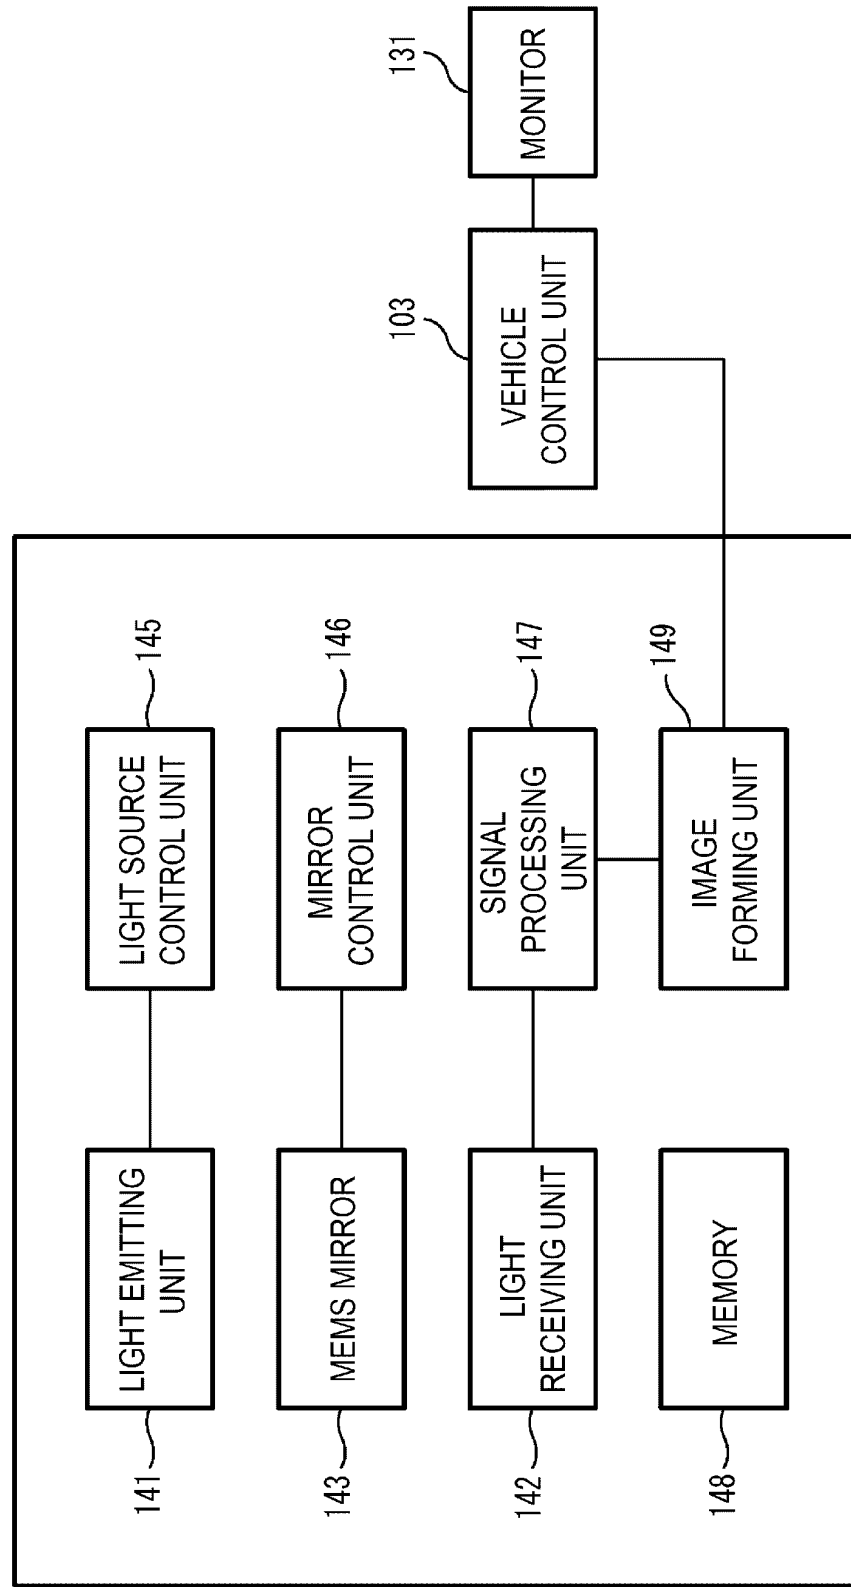 141
LIGHT EMITTING
UNIT
LIGHT SOURCE
CONTROL UNIT
145
143
MEMS MIRROR
MIRROR
CONTROL UNIT
146
142
LIGHT
RECEIVING UNIT
SIGNAL
PROCESSING
UNIT
147
148
MEMORY
IMAGE
FORMING UNIT
149
103
VEHICLE
CONTROL UNIT
131
MONITOR